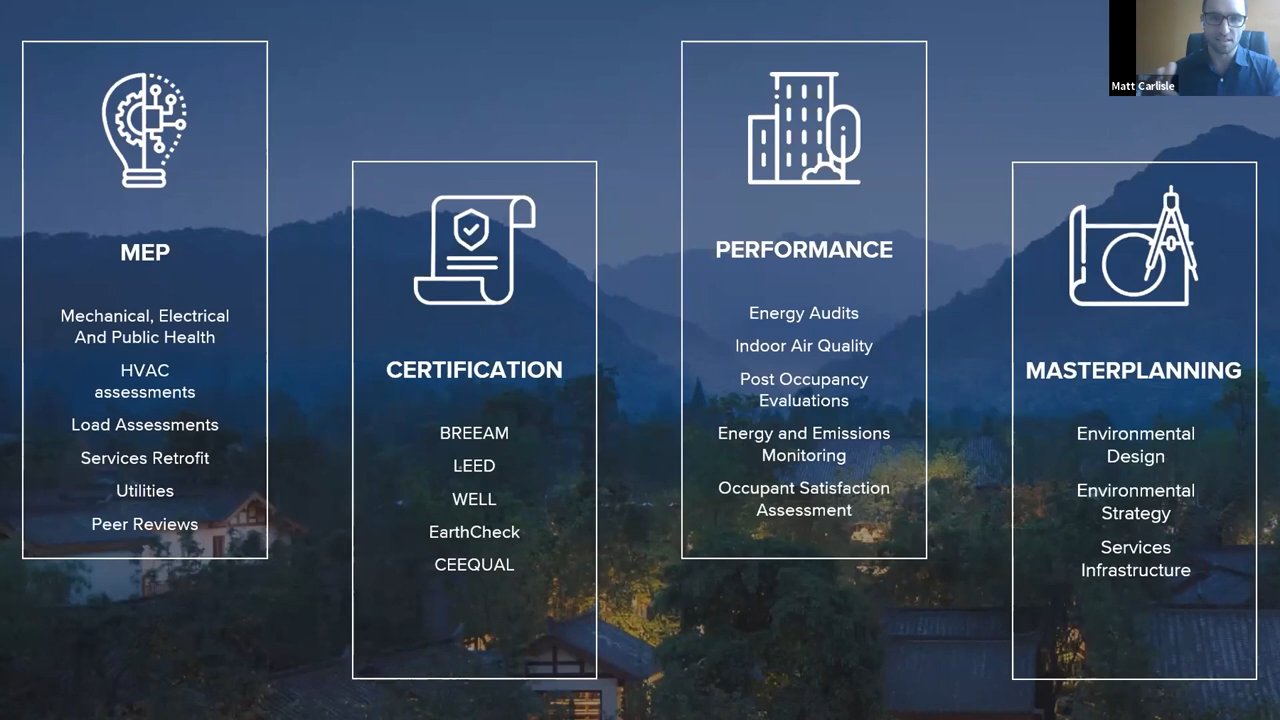 Matt Carlisle
MEP
Mechanical, Electrical
And Public Health
HVAC
assessments
Load Assessments
Services Retrofit
Utilities
Peer Reviews
CERTIFICATION
BREEAM
LEED
WELL
EarthCheck
CEEQUAL
PERFORMANCE
Energy Audits
Indoor Air Quality
Post Occupancy
Evaluations
Energy and Emissions
Monitoring
Occupant Satisfaction
Assessment
MASTERPLANNING
Environmental
Design
Environmental
Strategy
Services
Infrastructure